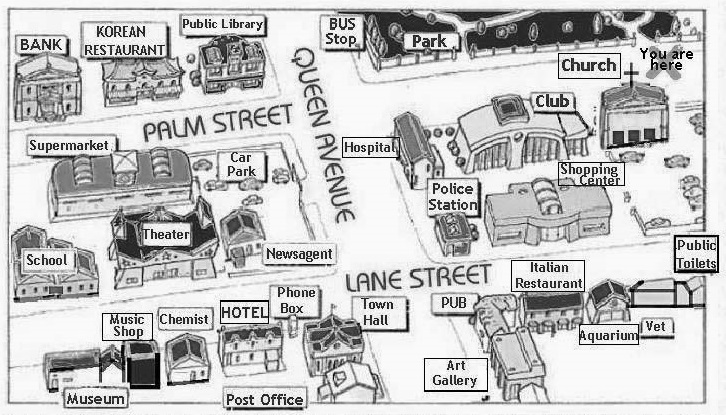 BANK
KOREAN
RESTAURANT
Public Library
BUS
Stop
Park
You are
here
Church
QUEEN AVENUE
PALM STREET
Club
Supermarket
Car
Park
Hospital
Shopping
Center
Police
Station
Theater
School
Newsagent
LANE STREET
Public
Toilets
Italian
Restaurant
Phone
Box
Town
Hall
PUB
Music
Shop
Chemist
HOTEL
Aquarium
Vet
Art
Gallery
Museum
Post Office